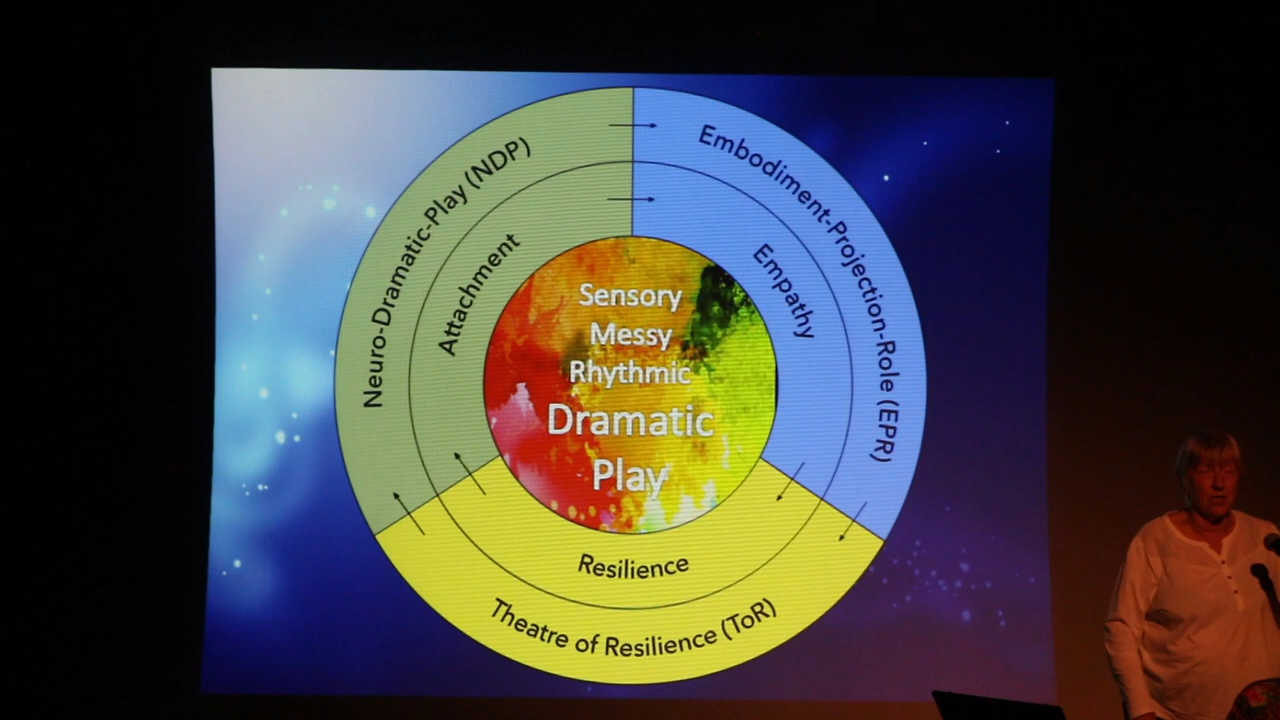 Neuro-Dramatic-Play (NDP)
Embodiment-Projection-Role (EPR)
Attachment
Empathy
Sensory
Messy
Rhythmic
Dramatic
Play
Resilience
Theatre of Resilience (ToR)